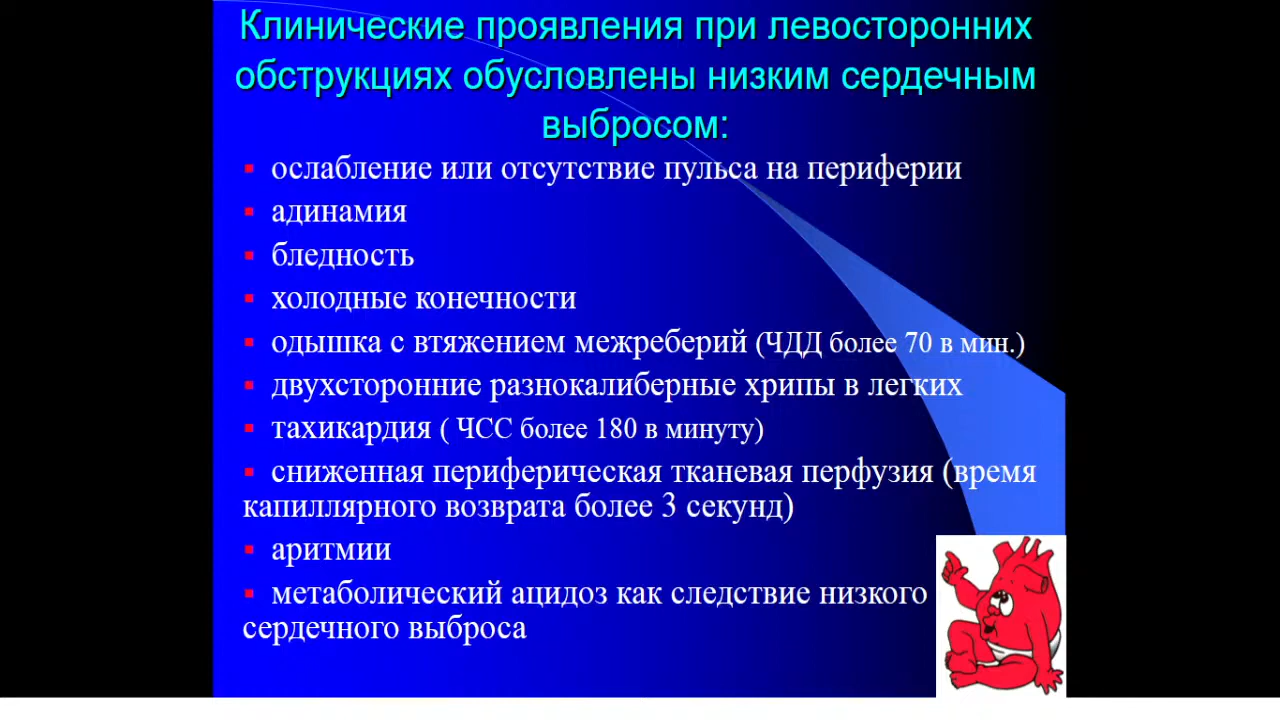 Клинические проявления при левосторонних
обструкциях обусловлены низким сердечным
выбросом:
▪ ослабление или отсутствие пульса на периферии
▪ адинамия
▪ бледность
▪ холодные конечности
▪ одышка с втяжением межреберий (ЧДД более 70 в мин.)
▪ двухсторонние разнокалиберные хрипы в легких
▪ тахикардия ( ЧСС более 180 в минуту)
▪ сниженная периферическая тканевая перфузия (время
капиллярного возврата более 3 секунд)
▪ аритмии
▪ метаболический ацидоз как следствие низкого
сердечного выброса